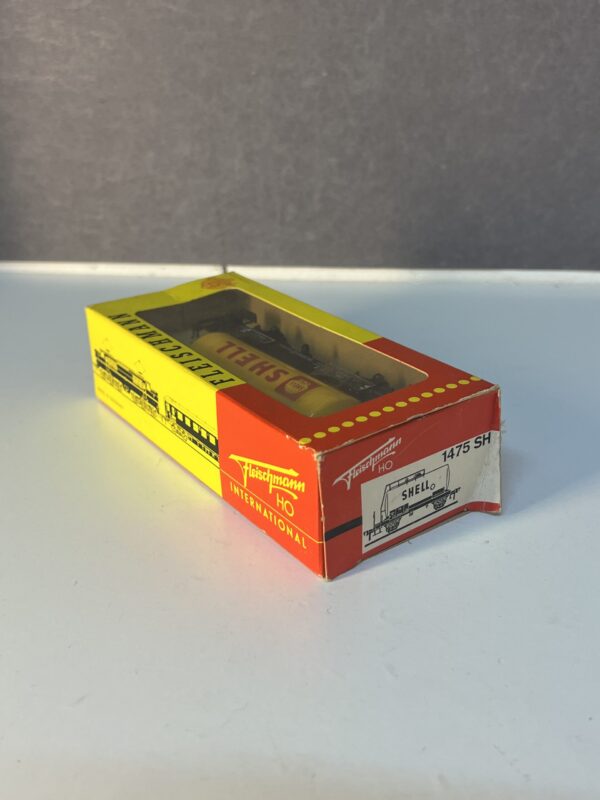 FLEISCHMANN
SHELL
Fleischmann
HO
INTERNATIONAL
Fleischmann
HO
1475 SH
SHELL